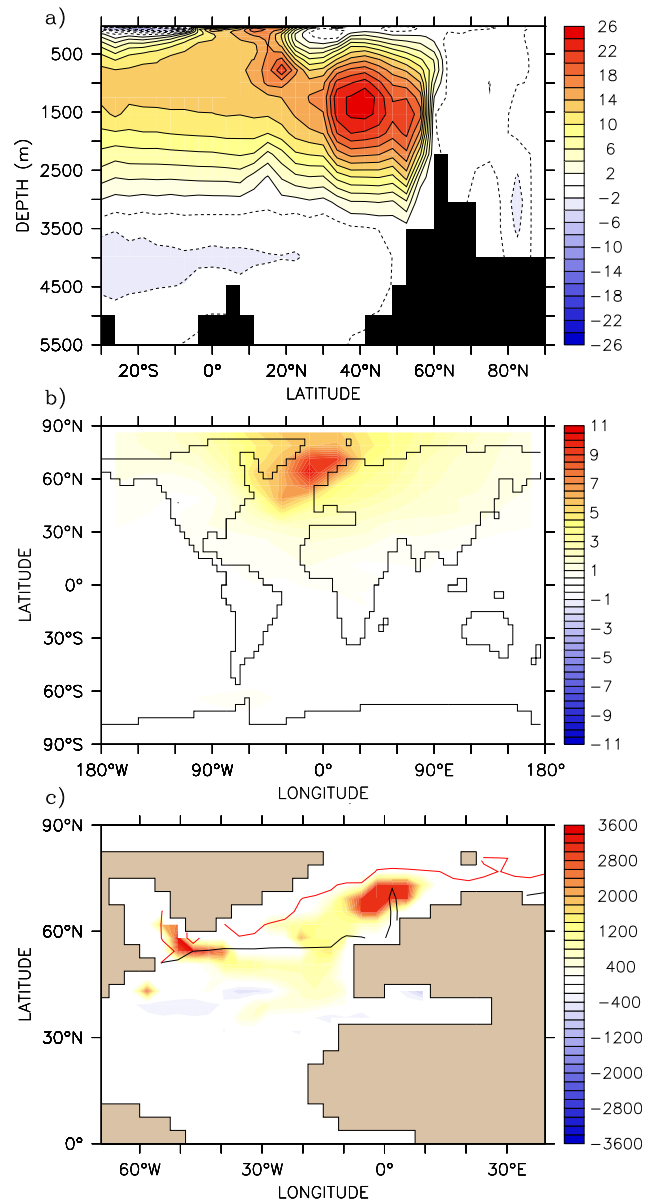 a)
500
1500
2500
3500
4500
5500
DEPTH (m)
20°S 0° 20°N 40°N 60°N 80°N
LATITUDE
26
22
18
14
10
6
2
-2
-6
-10
-14
-18
-22
-26
b)
90°N
60°N
30°N
0°
30°S
60°S
90°S
LATITUDE
180°W 90°W 0° 90°E 180°
LONGITUDE
11
9
7
5
3
1
-1
-3
-5
-7
-9
-11
c)
90°N
60°N
30°N
0°
LATITUDE
60°W 30°W 0° 30°E
LONGITUDE
3600
2800
2000
1200
400
-400
-1200
-2000
-2800
-3600